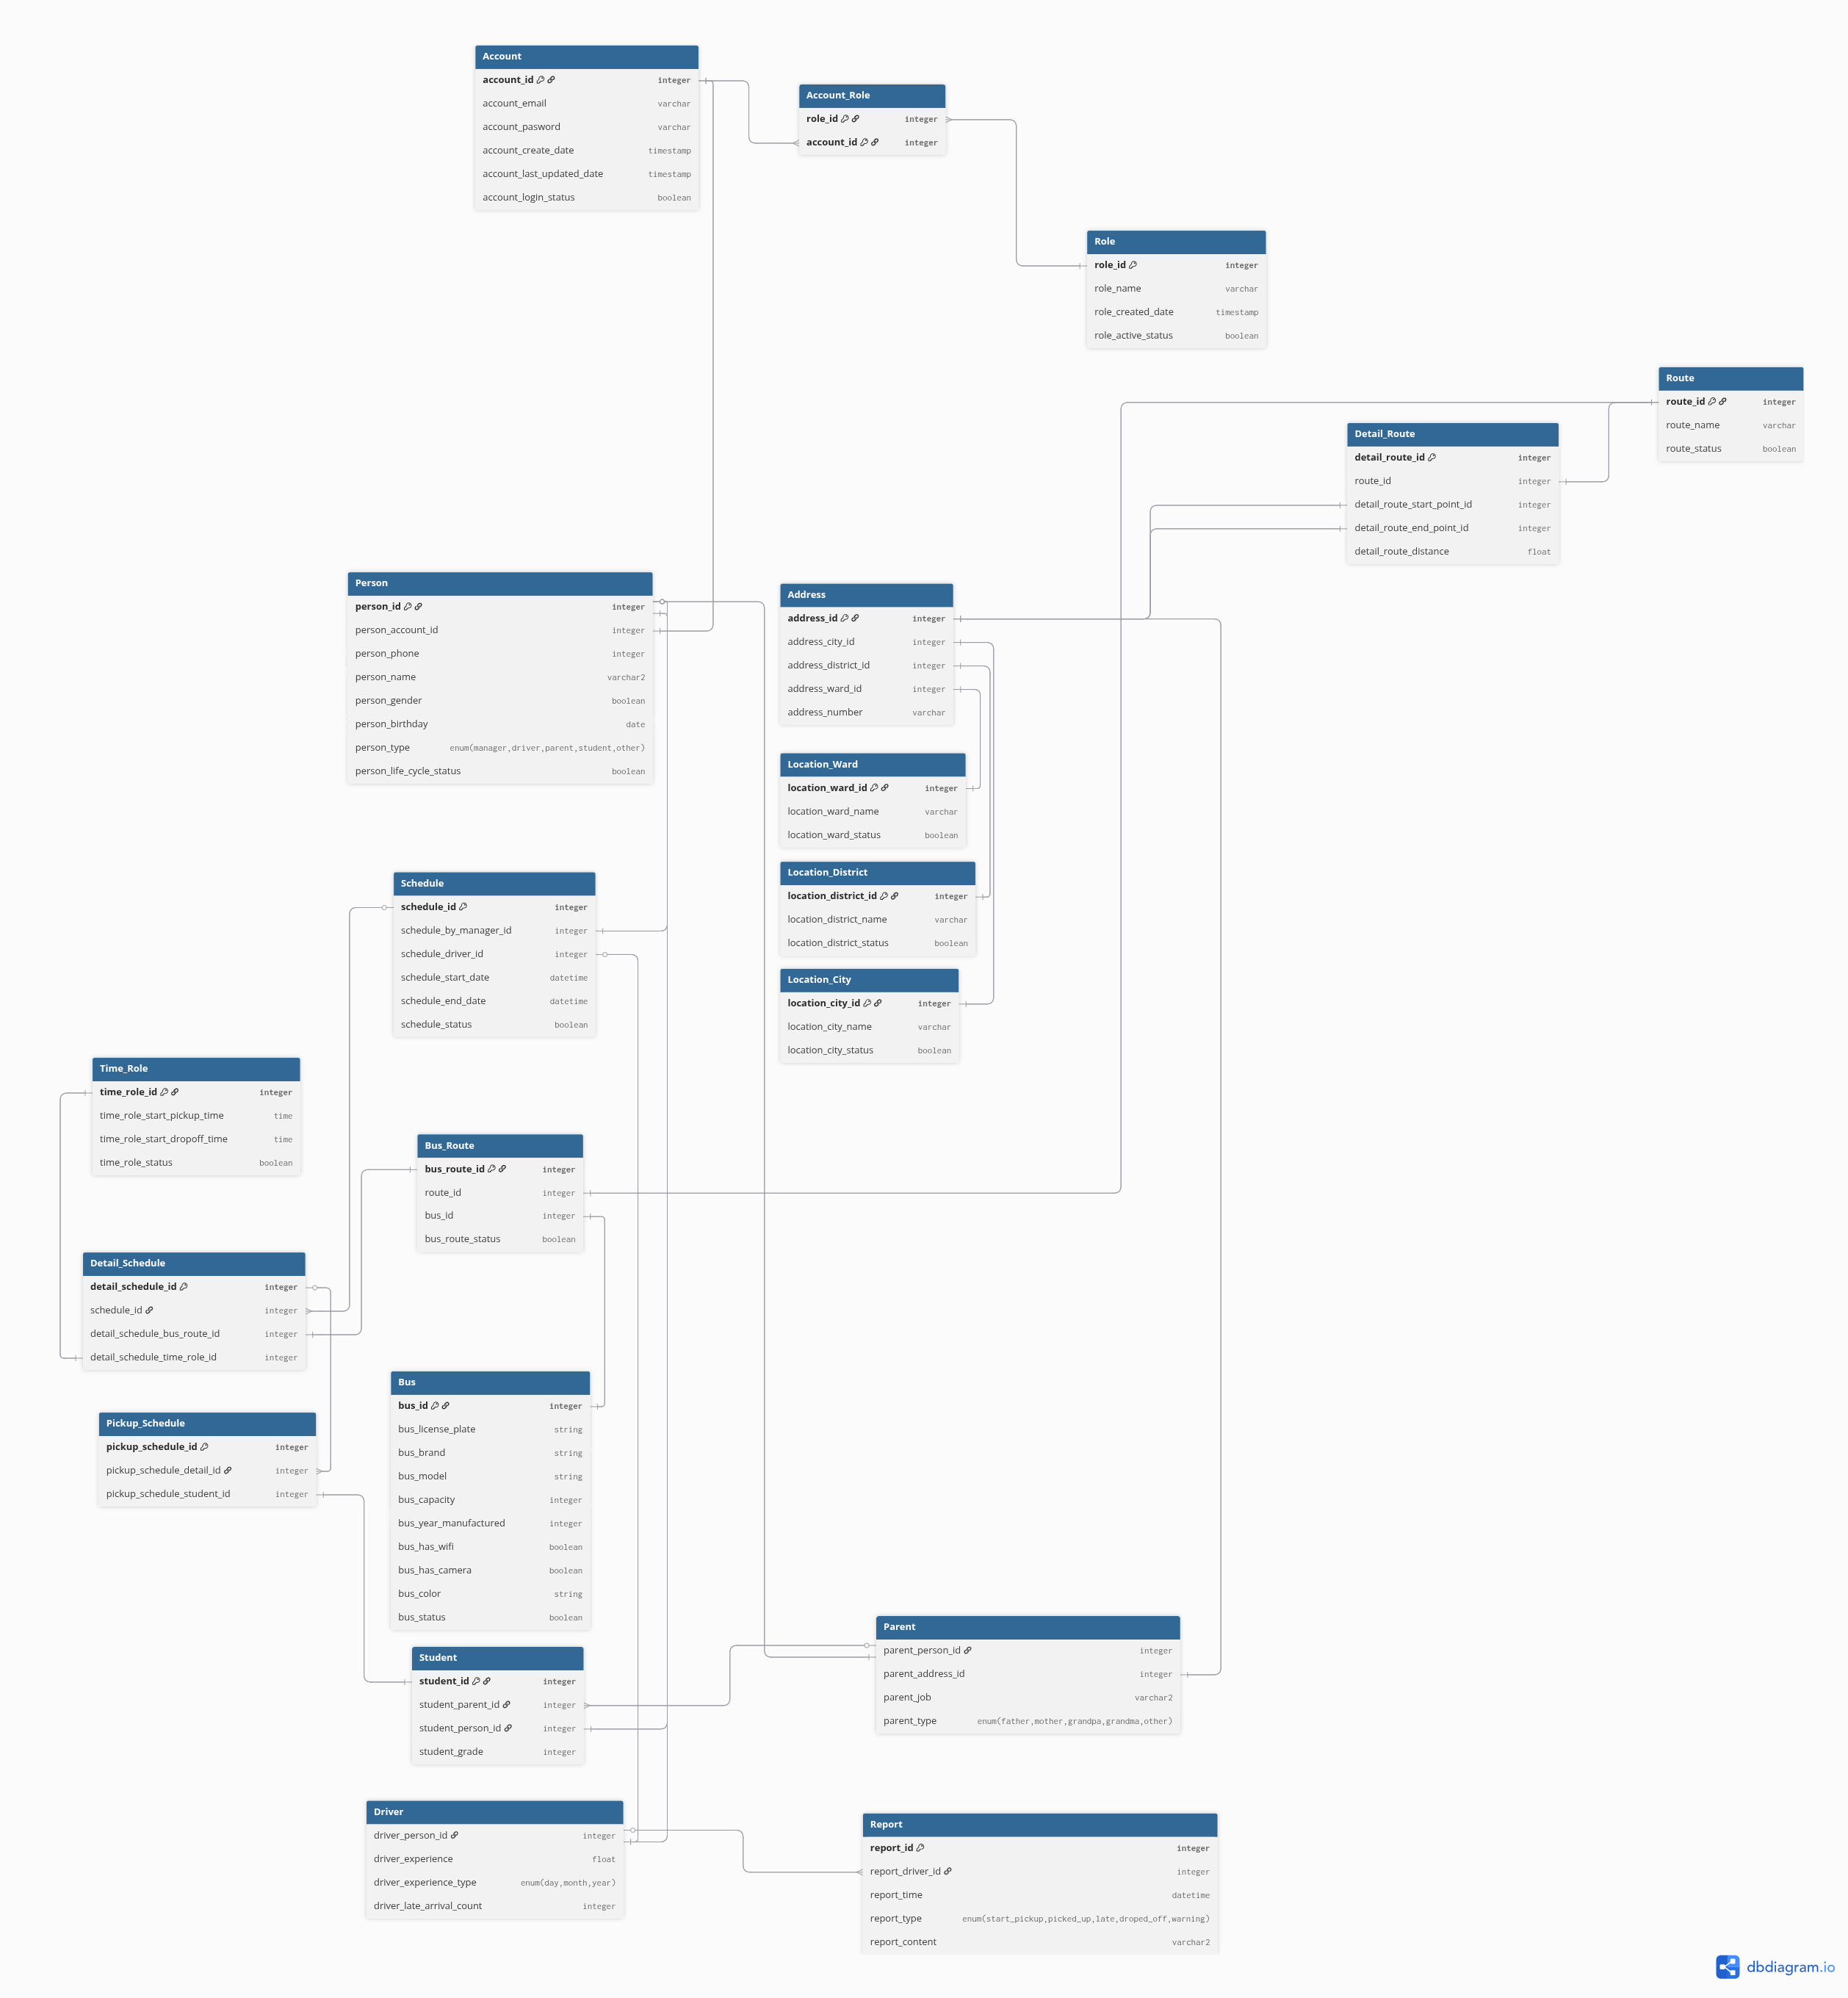 Account
account_id integer
account_email varchar
account_pasword varchar
account_create_date timestamp
account_last_updated_date timestamp
account_login_status boolean
Account_Role
role_id integer
account_id integer
Role
role_id integer
role_name varchar
role_created_date timestamp
role_active_status boolean
Route
route_id integer
route_name varchar
route_status boolean
Detail_Route
detail_route_id integer
route_id integer
detail_route_start_point_id integer
detail_route_end_point_id integer
detail_route_distance float
Person
person_id integer
person_account_id integer
person_phone integer
person_name varchar2
person_gender boolean
person_birthday date
person_type enum(manager,driver,parent,student,other)
person_life_cycle_status boolean
Address
address_id integer
address_city_id integer
address_district_id integer
address_ward_id integer
address_number varchar
Location_Ward
location_ward_id integer
location_ward_name varchar
location_ward_status boolean
Location_District
location_district_id integer
location_district_name varchar
location_district_status boolean
Location_City
location_city_id integer
location_city_name varchar
location_city_status boolean
Schedule
schedule_id integer
schedule_by_manager_id integer
schedule_driver_id integer
schedule_start_date datetime
schedule_end_date datetime
schedule_status boolean
Time_Role
time_role_id integer
time_role_start_pickup_time time
time_role_start_dropoff_time time
time_role_status boolean
Bus_Route
bus_route_id integer
route_id integer
bus_id integer
bus_route_status boolean
Detail_Schedule
detail_schedule_id integer
schedule_id integer
detail_schedule_bus_route_id integer
detail_schedule_time_role_id integer
Bus
bus_id integer
bus_license_plate string
bus_brand string
bus_model string
bus_capacity integer
bus_year_manufactured integer
bus_has_wifi boolean
bus_has_camera boolean
bus_color string
bus_status boolean
Pickup_Schedule
pickup_schedule_id integer
pickup_schedule_detail_id integer
pickup_schedule_student_id integer
Student
student_id integer
student_parent_id integer
student_person_id integer
student_grade integer
Parent
parent_person_id integer
parent_address_id integer
parent_job varchar2
parent_type enum(father,mother,grandpa,grandma,other)
Driver
driver_person_id integer
driver_experience float
driver_experience_type enum(day,month,year)
driver_late_arrival_count integer
Report
report_id integer
report_driver_id integer
report_time datetime
report_type enum(start_pickup,picked_up,late,droped_off,warning)
report_content varchar2
dbdiagram.io